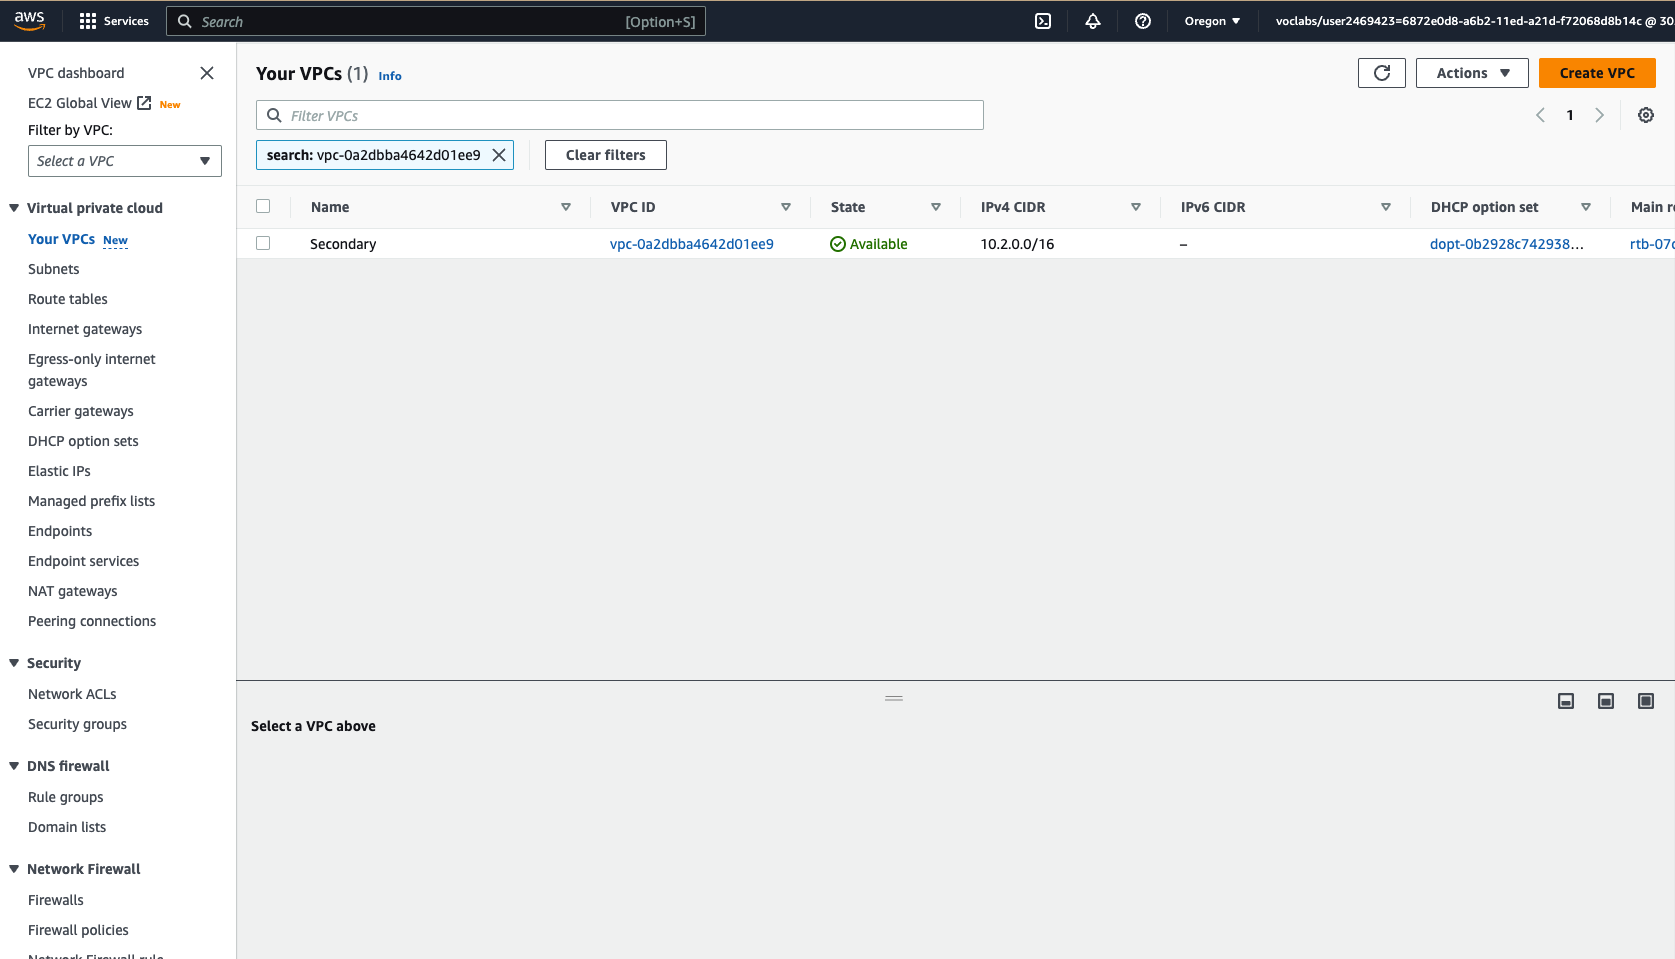 aws
Services
Search
[Option+S]
Oregon
voclabs/user2469423=6872e0d8-a6b2-11ed-a21d-f72068d8b14c @ 30
VPC dashboard
EC2 Global View New
Filter by VPC:
Select a VPC
Virtual private cloud
Your VPCs New
Subnets
Route tables
Internet gateways
Egress-only internet
gateways
Carrier gateways
DHCP option sets
Elastic IPs
Managed prefix lists
Endpoints
Endpoint services
NAT gateways
Peering connections
Security
Network ACLs
Security groups
DNS firewall
Rule groups
Domain lists
Network Firewall
Firewalls
Firewall policies
Network Firewall rule
Your VPCs (1) Info
Actions
Create VPC
Filter VPCs
1
search: vpc-0a2dbba4642d01ee9
Clear filters
Name VPC ID State IPv4 CIDR IPv6 CIDR DHCP option set Main r
Secondary vpc-0a2dbba4642d01ee9 Available 10.2.0.0/16 – dopt-0b2928c742938... rtb-07
Select a VPC above